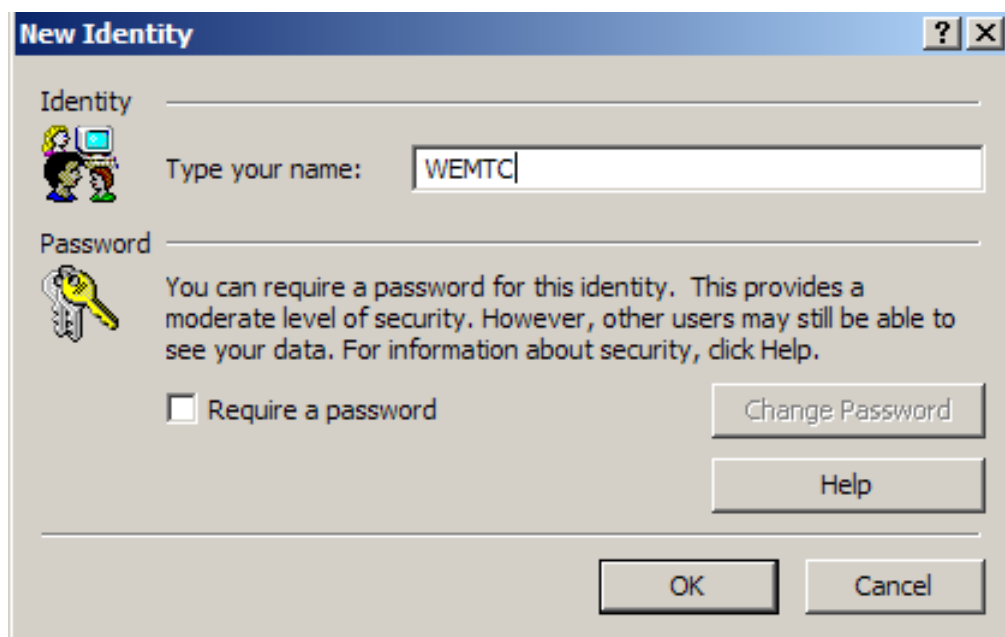 New Identity
Identity
Type your name: WEMTC
Password
You can require a password for this identity. This provides a
moderate level of security. However, other users may still be able to
see your data. For information about security, click Help.
Require a password Change Password
Help
OK Cancel